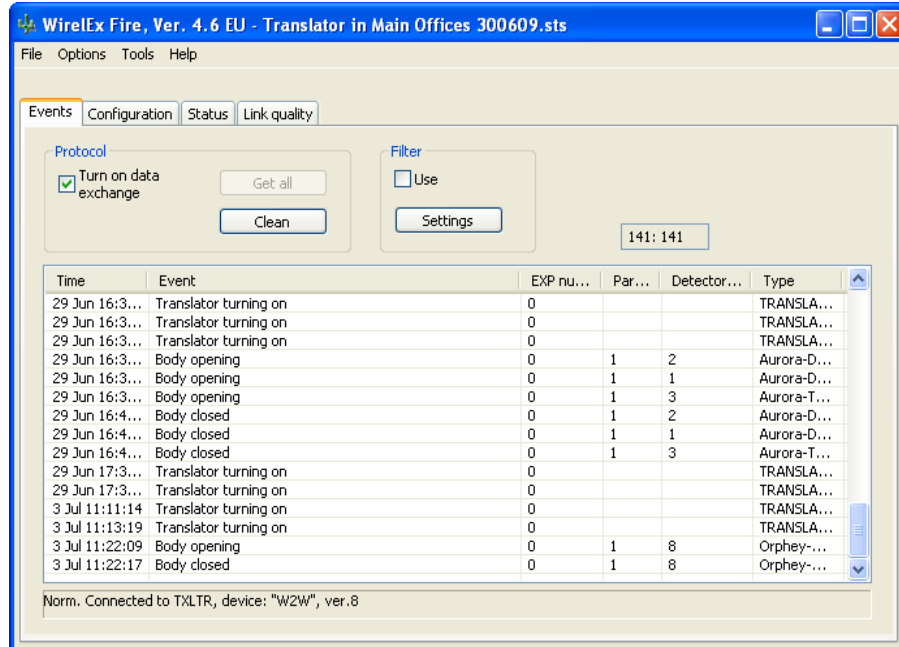 WirelEx Fire, Ver. 4.6 EU - Translator in Main Offices 300609.sts
File Options Tools Help
Events Configuration Status Link quality
Protocol Filter
Turn on data exchange Get all Use
Clean Settings
141: 141
Time Event EXP nu... Par... Detector... Type
29 Jun 16:3... Translator turning on 0 TRANSLA...
29 Jun 16:3... Translator turning on 0 TRANSLA...
29 Jun 16:3... Translator turning on 0 TRANSLA...
29 Jun 16:3... Body opening 0 1 2 Aurora-D...
29 Jun 16:3... Body opening 0 1 1 Aurora-D...
29 Jun 16:3... Body opening 0 1 3 Aurora-T...
29 Jun 16:4... Body closed 0 1 2 Aurora-D...
29 Jun 16:4... Body closed 0 1 1 Aurora-D...
29 Jun 16:4... Body closed 0 1 3 Aurora-T...
29 Jun 17:3... Translator turning on 0 TRANSLA...
29 Jun 17:3... Translator turning on 0 TRANSLA...
3 Jul 11:11:14 Translator turning on 0 TRANSLA...
3 Jul 11:13:19 Translator turning on 0 TRANSLA...
3 Jul 11:22:09 Body opening 0 1 8 Orphey-...
3 Jul 11:22:17 Body closed 0 1 8 Orphey-...
Norm. Connected to TXLTR, device: "W2W", ver.8